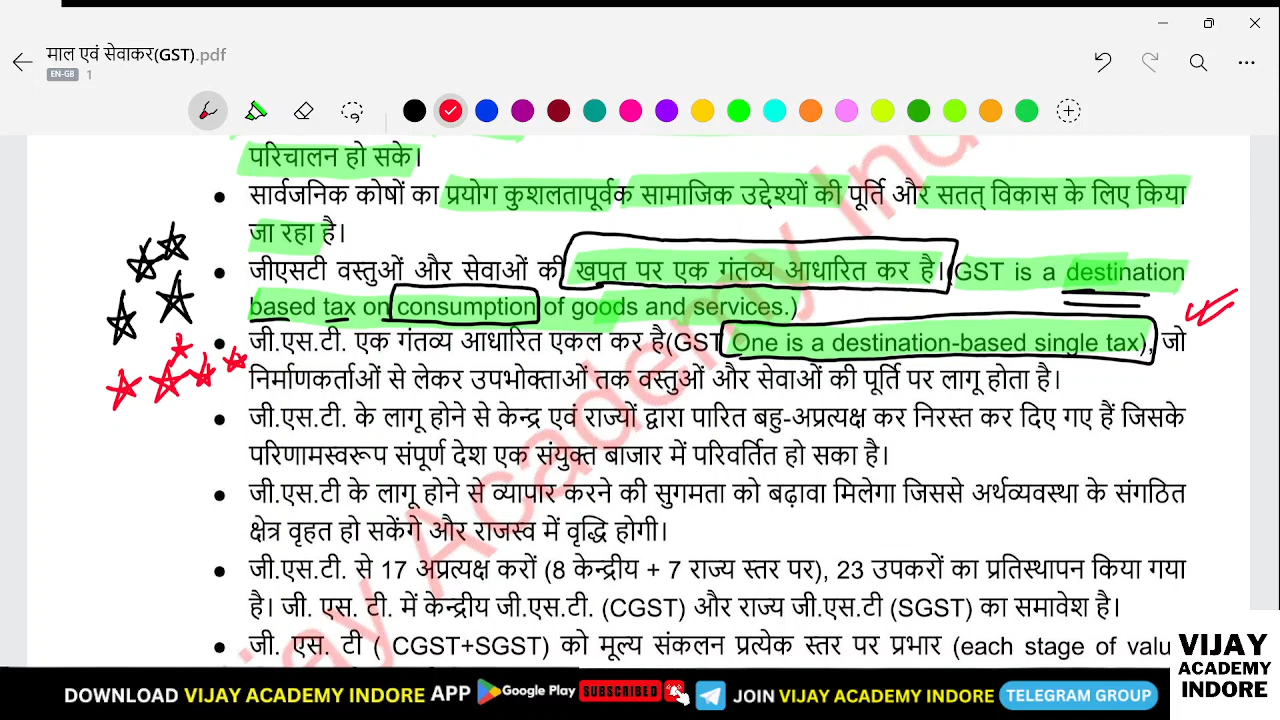 माल एवं सेवाकर(GST).pdf
EN-GB 1
परिचालन हो सके।
● सार्वजनिक कोषों का प्रयोग कुशलतापूर्वक सामाजिक उद्देश्यों की पूर्ति और सतत् विकास के लिए किया
जा रहा है।
● जीएसटी वस्तुओं और सेवाओं की खपत पर एक गंतव्य आधारित कर है। (GST is a destination
based tax on consumption of goods and services.)
● जी.एस.टी. एक गंतव्य आधारित एकल कर है(GST One is a destination-based single tax), जो
निर्माणकर्ताओं से लेकर उपभोक्ताओं तक वस्तुओं और सेवाओं की पूर्ति पर लागू होता है।
● जी.एस.टी. के लागू होने से केन्द्र एवं राज्यों द्वारा पारित बहु-अप्रत्यक्ष कर निरस्त कर दिए गए हैं जिसके
परिणामस्वरूप संपूर्ण देश एक संयुक्त बाजार में परिवर्तित हो सका है।
● जी.एस.टी के लागू होने से व्यापार करने की सुगमता को बढ़ावा मिलेगा जिससे अर्थव्यवस्था के संगठित
क्षेत्र वृहत हो सकेंगे और राजस्व में वृद्धि होगी।
● जी.एस.टी. से 17 अप्रत्यक्ष करों (8 केन्द्रीय + 7 राज्य स्तर पर), 23 उपकरों का प्रतिस्थापन किया गया
है। जी. एस. टी. में केन्द्रीय जी.एस.टी. (CGST) और राज्य जी.एस.टी (SGST) का समावेश है।
● जी. एस. टी ( CGST+SGST) को मूल्य संकलन प्रत्येक स्तर पर प्रभार (each stage of valu
Vijay Academy Ind
VIJAY
ACADEMY
INDORE
DOWNLOAD VIJAY ACADEMY INDORE APP Google Play SUBSCRIBED JOIN VIJAY ACADEMY INDORE TELEGRAM GROUP